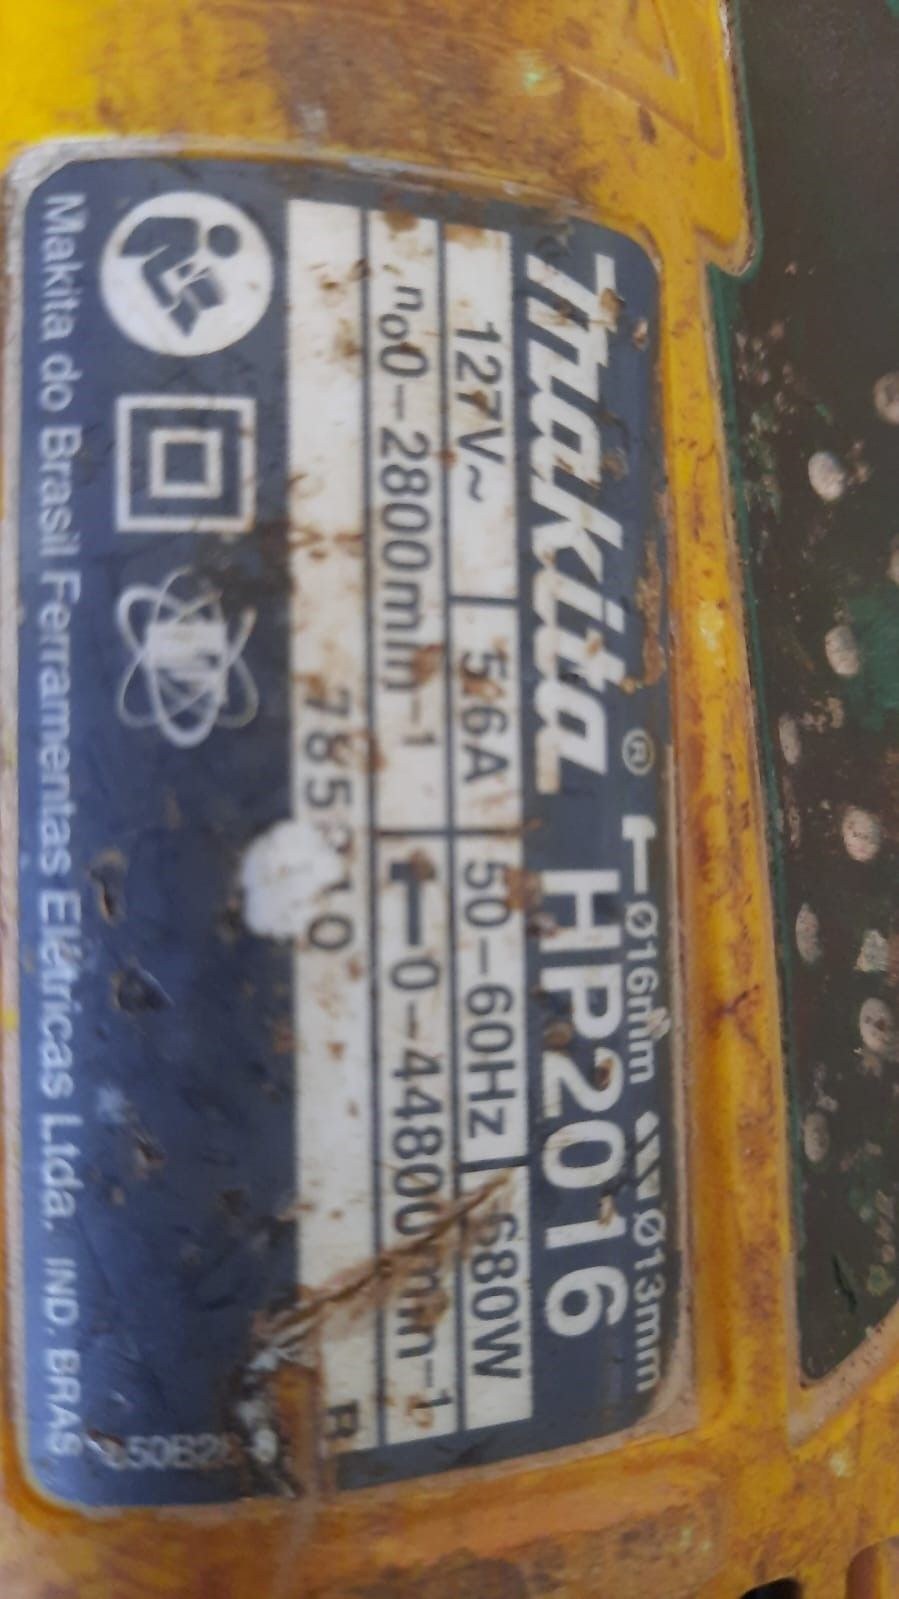 makita® ø16mm ø13mm
HP2016
127V~ 5.6A 50-60Hz 680W
n₀0-2800min⁻¹ 0-44800min⁻¹
R
Makita do Brasil Ferramentas Elétricas Ltda. IND. BRAS